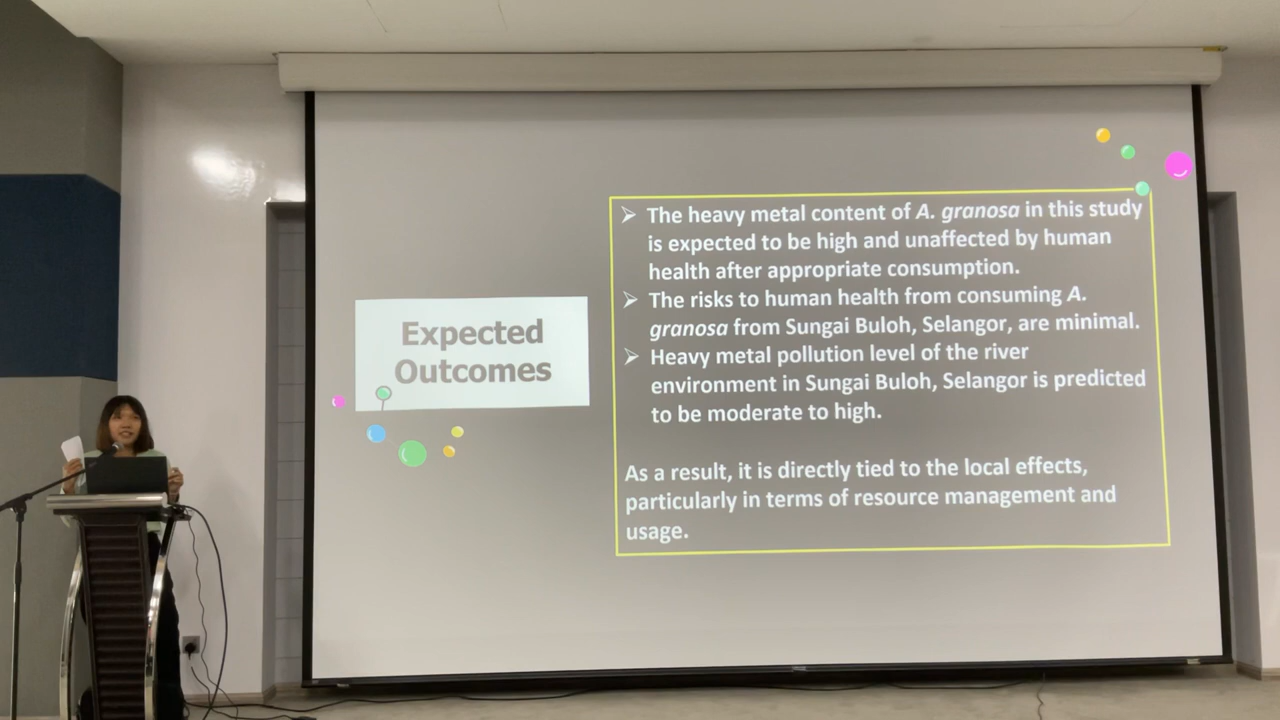 Expected
Outcomes
➢ The heavy metal content of A. granosa in this study
is expected to be high and unaffected by human
health after appropriate consumption.
➢ The risks to human health from consuming A.
granosa from Sungai Buloh, Selangor, are minimal.
➢ Heavy metal pollution level of the river
environment in Sungai Buloh, Selangor is predicted
to be moderate to high.
As a result, it is directly tied to the local effects,
particularly in terms of resource management and
usage.